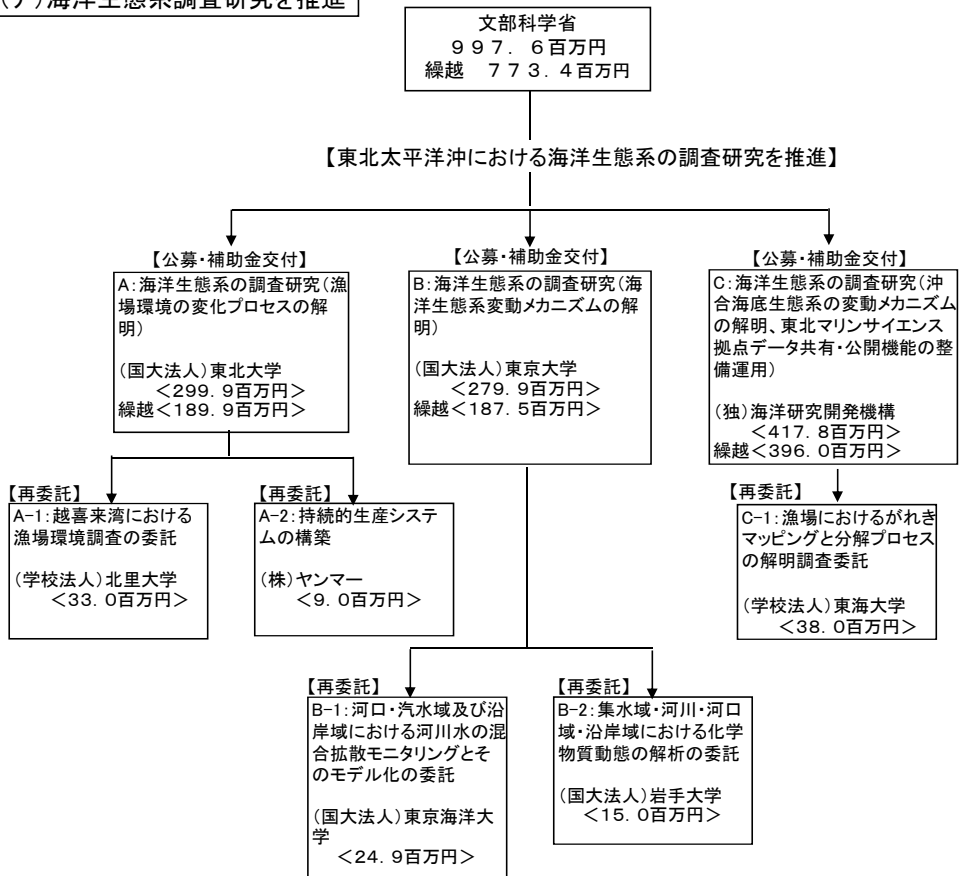 (ア)海洋生態系調査研究を推進
文部科学省
９９７．６百万円
繰越　７７３．４百万円
【東北太平洋沖における海洋生態系の調査研究を推進】
【公募・補助金交付】
A：海洋生態系の調査研究（漁
場環境の変化プロセスの解
明）
（国大法人）東北大学
＜299．9百万円＞
繰越＜189．9百万円＞
【公募・補助金交付】
B：海洋生態系の調査研究（海
洋生態系変動メカニズムの解
明）
（国大法人）東京大学
＜279．9百万円＞
繰越＜187．5百万円＞
【公募・補助金交付】
C：海洋生態系の調査研究（沖
合海底生態系の変動メカニズム
の解明、東北マリンサイエンス
拠点データ共有・公開機能の整
備運用）
（独）海洋研究開発機構
＜417．8百万円＞
繰越＜396．0百万円＞
【再委託】
A-1：越喜来湾における
漁場環境調査の委託
（学校法人）北里大学
＜33．0百万円＞
【再委託】
A-2：持続的生産システ
ムの構築
（株）ヤンマー
＜9．0百万円＞
【再委託】
C-1：漁場におけるがれき
マッピングと分解プロセス
の解明調査委託
（学校法人）東海大学
＜38．0百万円＞
【再委託】
B-1：河口・汽水域及び沿
岸域における河川水の混
合拡散モニタリングとそ
のモデル化の委託
（国大法人）東京海洋大
学
＜24．9百万円＞
【再委託】
B-2：集水域・河川・河口
域・沿岸域における化学
物質動態の解析の委託
（国大法人）岩手大学
＜15．0百万円＞